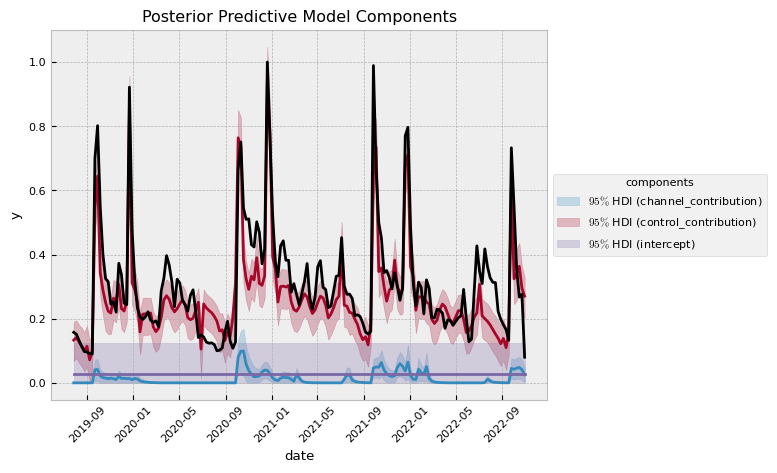 Posterior Predictive Model Components
y
1.0
0.8
0.6
0.4
0.2
0.0
2019-09
2020-01
2020-05
2020-09
2021-01
2021-05
2021-09
2022-01
2022-05
2022-09
date
components
95% HDI (channel_contribution)
95% HDI (control_contribution)
95% HDI (intercept)